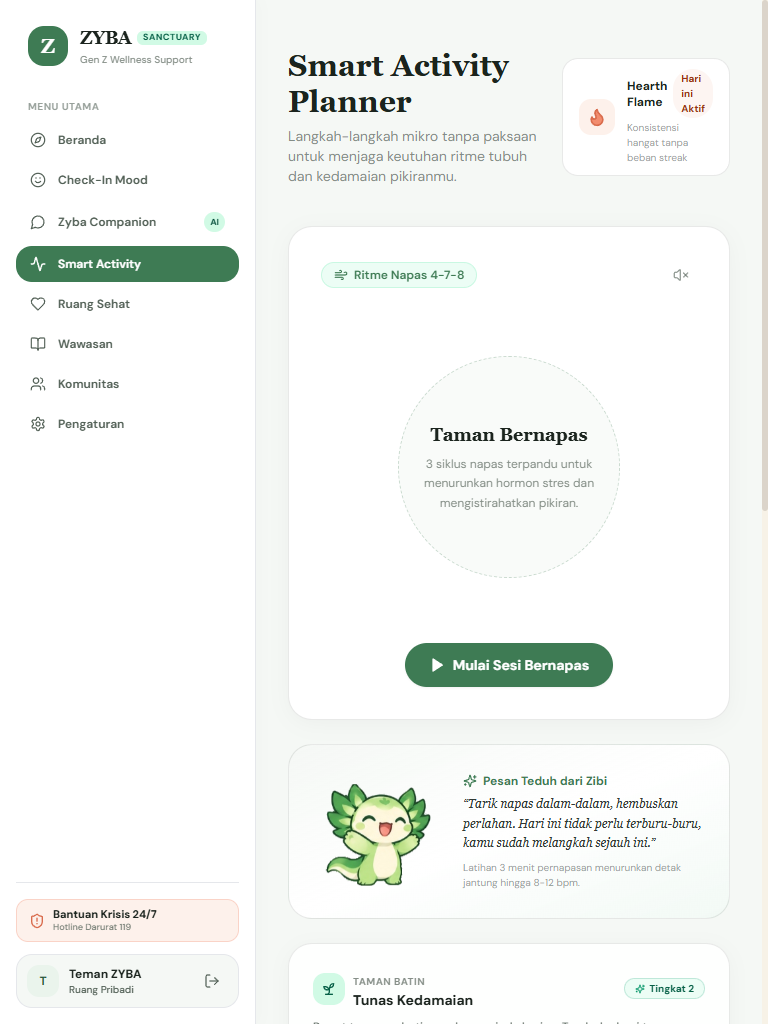 Z
ZYBA SANCTUARY
Gen Z Wellness Support
MENU UTAMA
Beranda
Check-In Mood
Zyba Companion AI
Smart Activity
Ruang Sehat
Wawasan
Komunitas
Pengaturan
Bantuan Krisis 24/7
Hotline Darurat 119
T
Teman ZYBA
Ruang Pribadi
Smart Activity
Planner
Langkah-langkah mikro tanpa paksaan
untuk menjaga keutuhan ritme tubuh
dan kedamaian pikiranmu.
Hearth
Flame
Hari
ini
Aktif
Konsistensi
hangat tanpa
beban streak
Ritme Napas 4-7-8
Taman Bernapas
3 siklus napas terpandu untuk
menurunkan hormon stres dan
mengistirahatkan pikiran.
Mulai Sesi Bernapas
Pesan Teduh dari Zibi
“Tarik napas dalam-dalam, hembuskan
perlahan. Hari ini tidak perlu terburu-buru,
kamu sudah melangkah sejauh ini.”
Latihan 3 menit pernapasan menurunkan detak
jantung hingga 8-12 bpm.
TAMAN BATIN
Tunas Kedamaian
Tingkat 2